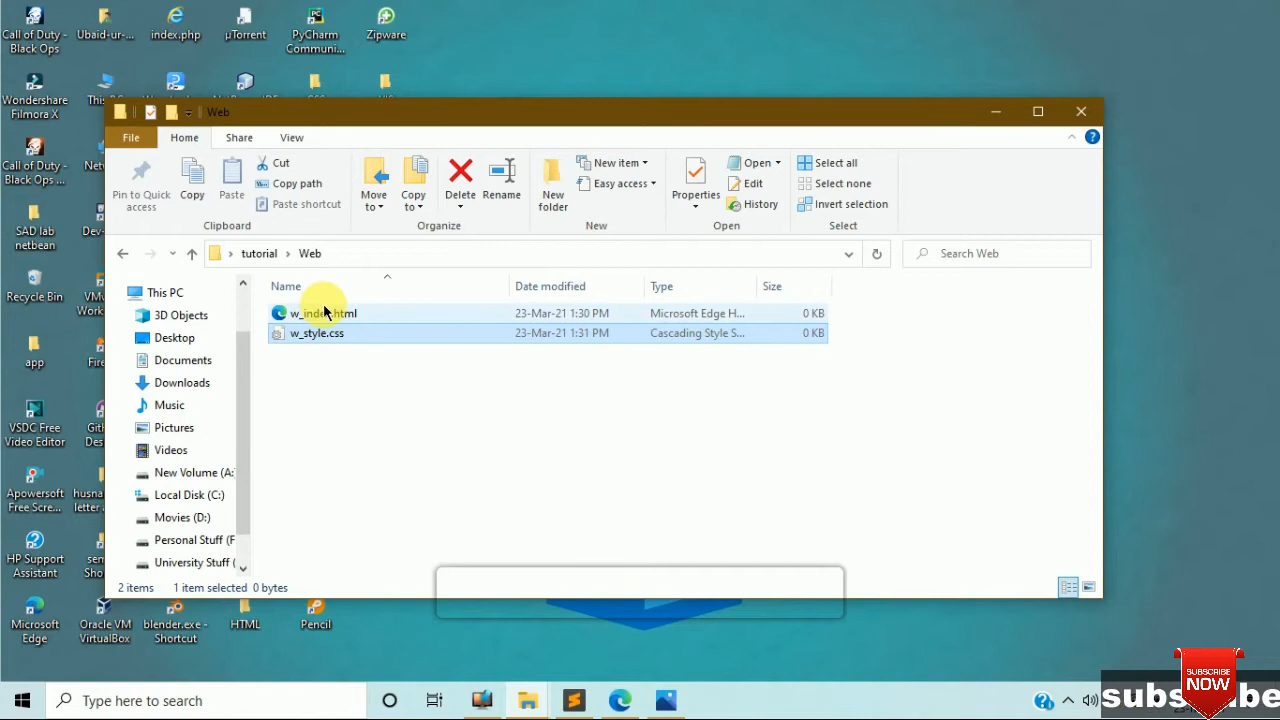 Call of Duty - Black Ops
Ubaid-ur-...
index.php
µTorrent
PyCharm Communi...
Zipware
Wondershare Filmora X
Call of Duty - Black Ops ...
SAD lab netbean
Recycle Bin
app
VSDC Free Video Editor
Apowersoft Free Scre...
HP Support Assistant
Microsoft Edge
Oracle VM VirtualBox
blender.exe - Shortcut
HTML
Pencil
Web
File
Home
Share
View
Pin to Quick access
Copy
Paste
Cut
Copy path
Paste shortcut
Clipboard
Move to
Copy to
Delete
Rename
Organize
New folder
New item
Easy access
New
Properties
Open
Edit
History
Open
Select all
Select none
Invert selection
Select
tutorial
Web
Search Web
Name
Date modified
Type
Size
w_index.html
23-Mar-21 1:30 PM
Microsoft Edge H...
0 KB
w_style.css
23-Mar-21 1:31 PM
Cascading Style S...
0 KB
This PC
3D Objects
Desktop
Documents
Downloads
Music
Pictures
Videos
New Volume (A:
Local Disk (C:)
Movies (D:)
Personal Stuff (F
University Stuff (
2 items
1 item selected
0 bytes
Type here to search
SUBSCRIBE NOW
subs
be